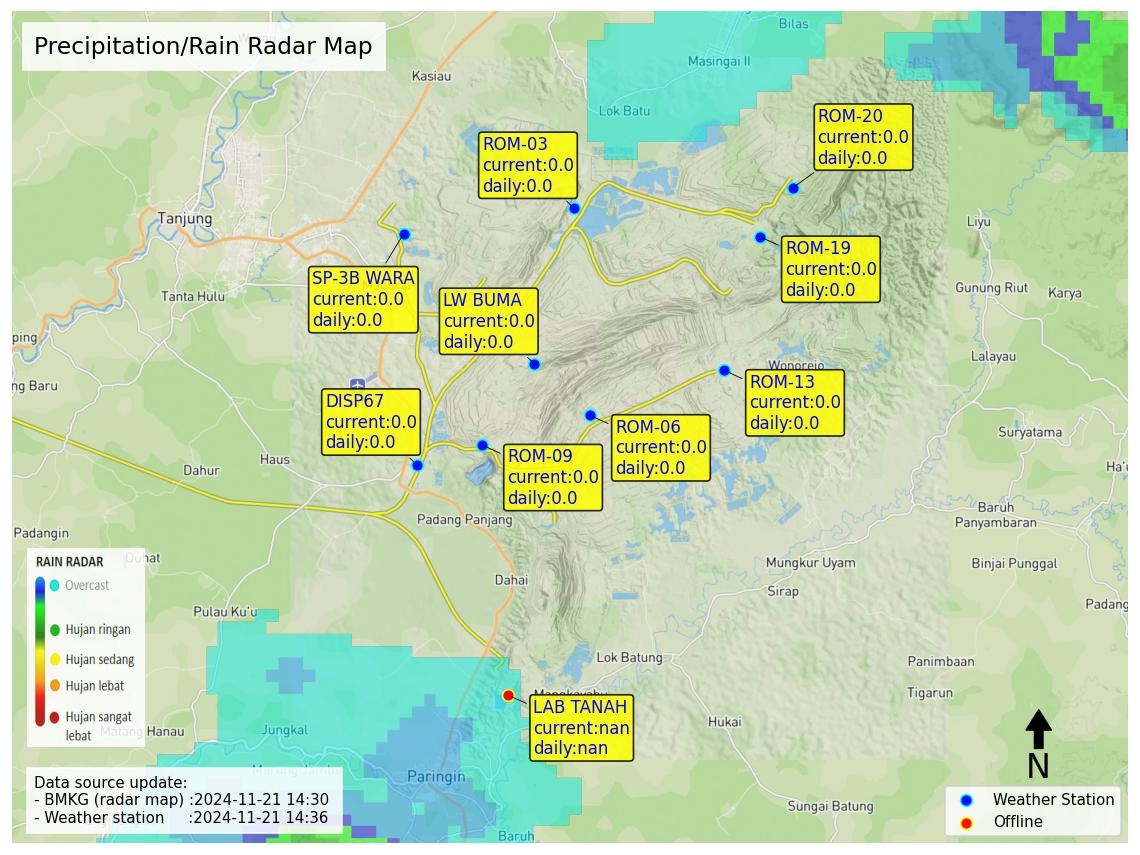 Precipitation/Rain Radar Map
Bilas
Masingai II
Kasiau
Lok Batu
ROM-20
current:0.0
daily:0.0
ROM-03
current:0.0
daily:0.0
Tanjung
Liyu
ROM-19
current:0.0
daily:0.0
SP-3B WARA
current:0.0
daily:0.0
Tanta Hulu
LW BUMA
current:0.0
daily:0.0
Gunung Riut
Karya
ping
Lalayau
Wonorejo
ng Baru
ROM-13
current:0.0
daily:0.0
DISP67
current:0.0
daily:0.0
ROM-06
current:0.0
daily:0.0
Suryatama
Haus
Dahur
ROM-09
current:0.0
daily:0.0
Ha'u
Padang Panjang
Baruh
Panyambaran
Padangin
Duhat
Mungkur Uyam
Binjai Punggal
RAIN RADAR
Overcast
Hujan ringan
Hujan sedang
Hujan lebat
Hujan sangat
lebat
Dahai
Sirap
Padang
Pulau Ku'u
Lok Batung
Panimbaan
Mangkayahu
Tigarun
LAB TANAH
current:nan
daily:nan
Hukai
Matang Hanau
Jungkal
Murung Jambu
Paringin
N
Data source update:
- BMKG (radar map) :2024-11-21 14:30
- Weather station :2024-11-21 14:36
Sungai Batung
Baruh
Weather Station
Offline